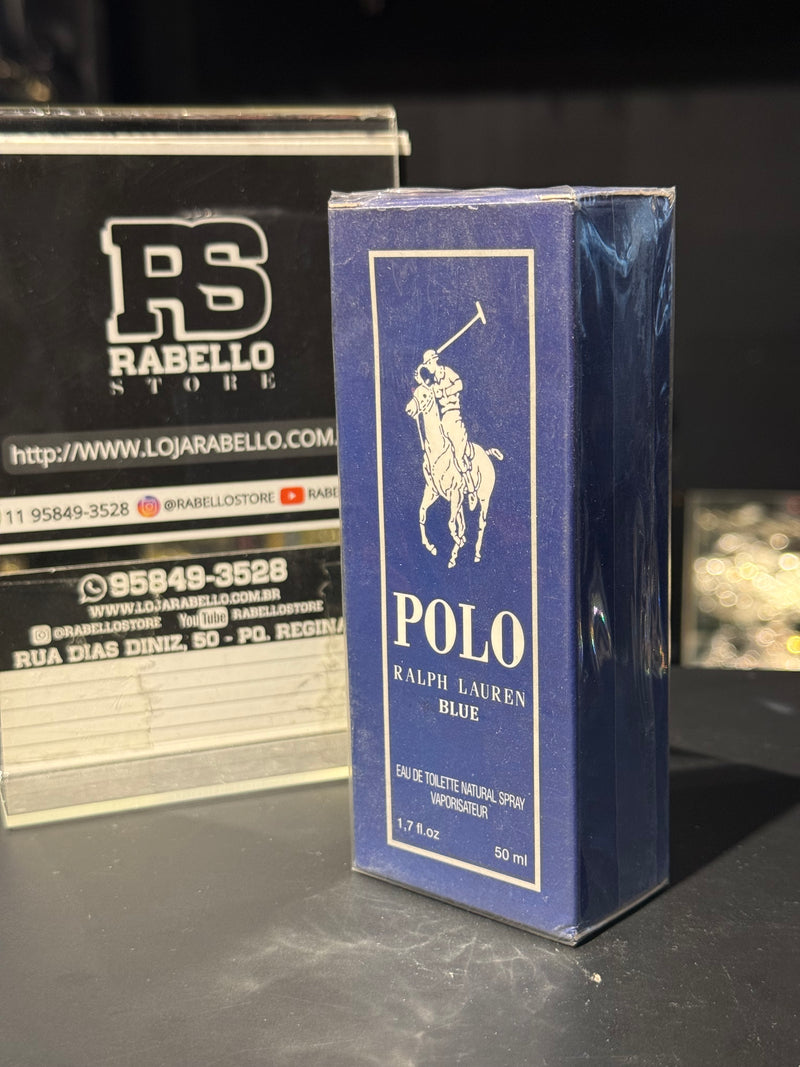 RS
RABELLO
STORE
http://WWW.LOJARABELLO.COM.
11 95849-3528 @RABELLOSTORE RABE
95849-3528
WWW.LOJARABELLO.COM.BR
@RABELLOSTORE YouTube RABELLOSTORE
RUA DIAS DINIZ, 50 - PQ. REGINA
POLO
RALPH LAUREN
BLUE
EAU DE TOILETTE NATURAL SPRAY
VAPORISATEUR
1,7 fl.oz
50 ml